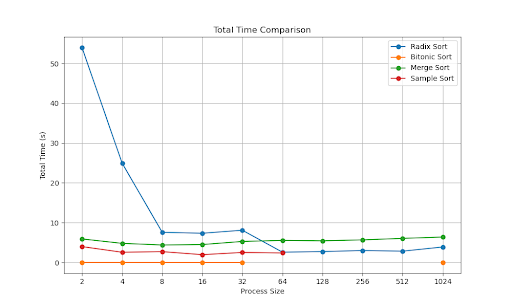 Total Time Comparison
Radix Sort
Bitonic Sort
Merge Sort
Sample Sort
Total Time (s)
50
40
30
20
10
0
2 4 8 16 32 64 128 256 512 1024
Process Size